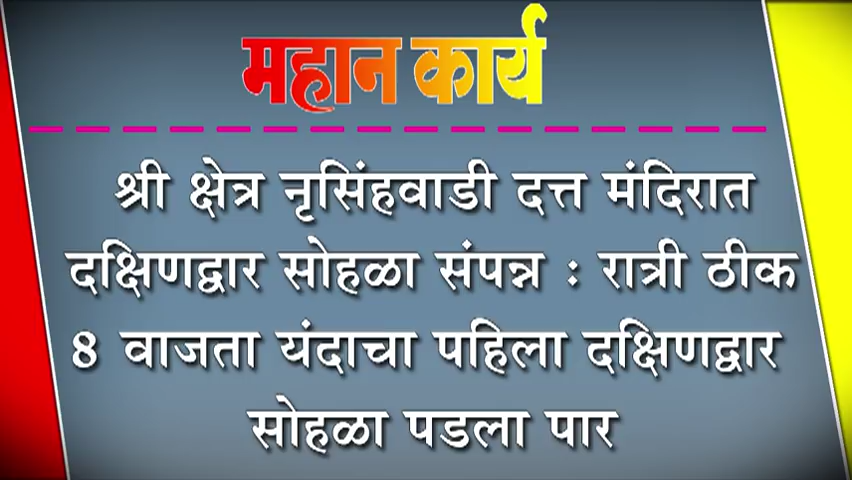 महान कार्य
श्री क्षेत्र नृसिंहवाडी दत्त मंदिरात
दक्षिणद्वार सोहळा संपन्न : रात्री ठीक
8 वाजता यंदाचा पहिला दक्षिणद्वार
सोहळा पडला पार